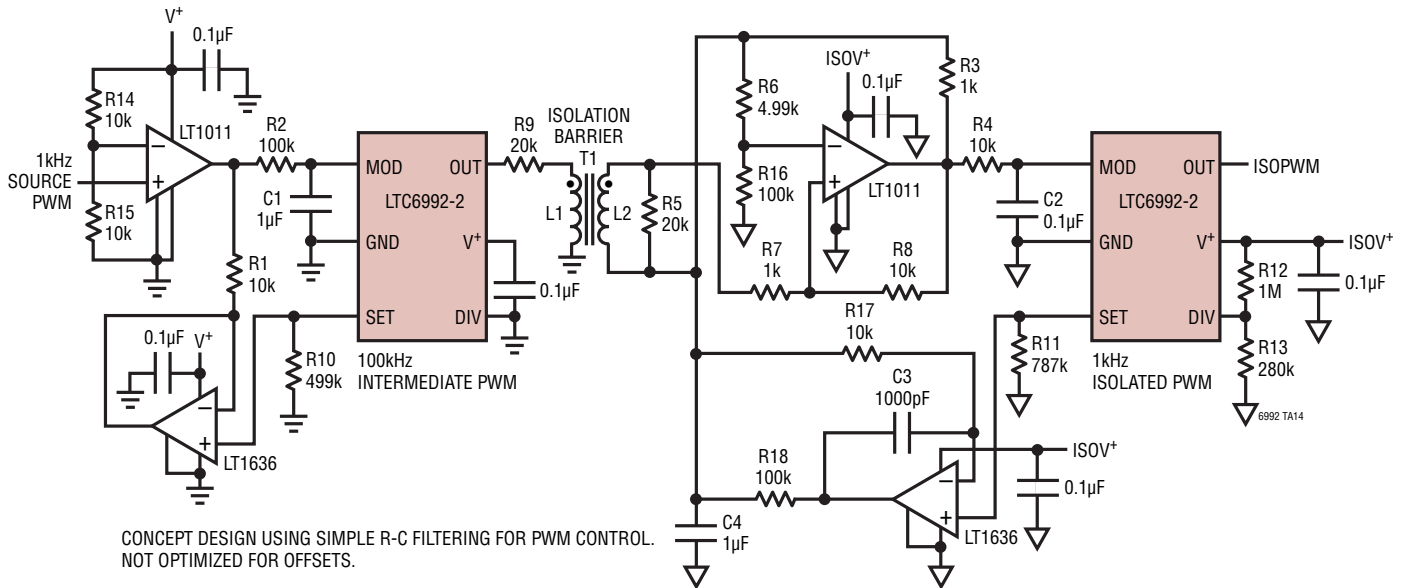 V+
0.1µF
R14
10k
LT1011
–
+
1kHz
SOURCE
PWM
R15
10k
R2
100k
C1
1µF
R1
10k
MOD
OUT
LTC6992-2
GND
V+
SET
DIV
100kHz
INTERMEDIATE PWM
0.1µF
R10
499k
0.1µF
V+
–
+
LT1636
R9
20k
ISOLATION
BARRIER
T1
L1
L2
R5
20k
R6
4.99k
R16
100k
ISOV+
0.1µF
–
+
LT1011
R3
1k
R7
1k
R8
10k
R4
10k
C2
0.1µF
MOD
OUT
LTC6992-2
GND
V+
SET
DIV
1kHz
ISOLATED PWM
ISOPWM
ISOV+
R12
1M
0.1µF
R13
280k
R11
787k
R17
10k
C3
1000pF
R18
100k
–
+
LT1636
ISOV+
0.1µF
C4
1µF
6992 TA14
CONCEPT DESIGN USING SIMPLE R-C FILTERING FOR PWM CONTROL.
NOT OPTIMIZED FOR OFFSETS.